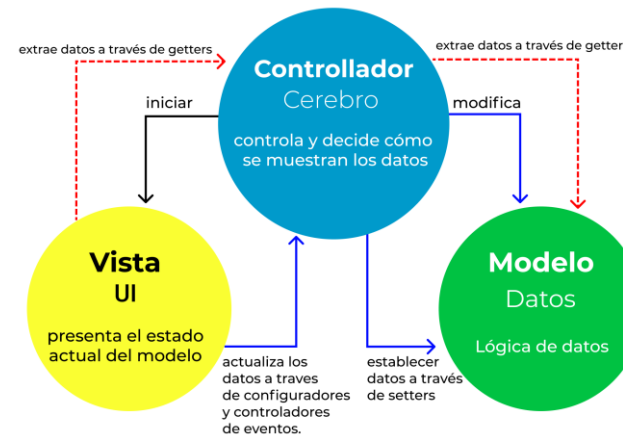 extrae datos a través de getters
extrae datos a través de getter
Controllador
Cerebro
controla y decide cómo
se muestran los datos
iniciar
modifica
Vista
UI
presenta el estado
actual del modelo
Modelo
Datos
Lógica de datos
actualiza los
datos a traves
de configuradores
y controladores
de eventos.
establecer
datos a través
de setters